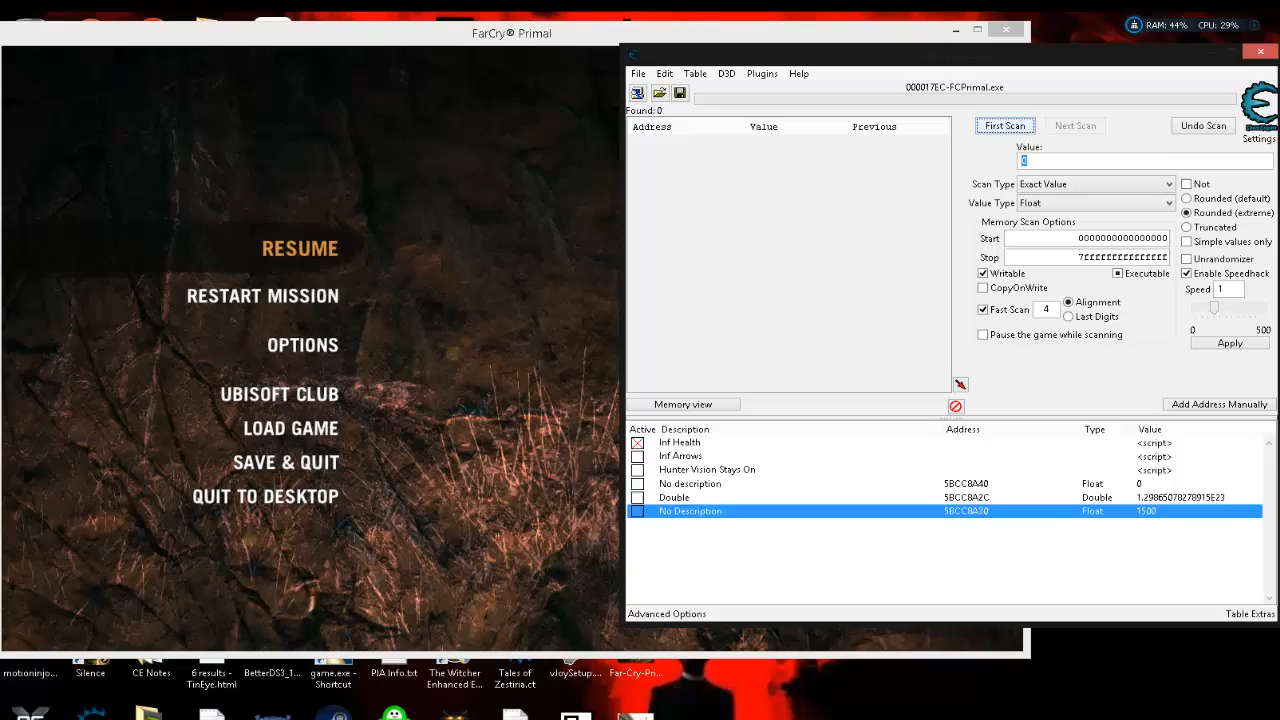 FarCry® Primal
RAM: 44% CPU: 29%
File Edit Table D3D Plugins Help
000017EC-FCPrimal.exe
Found: 0
Address Value Previous
First Scan Next Scan Undo Scan
Settings
Value:
0
Scan Type Exact Value
Value Type Float
Not
Rounded (default)
Rounded (extreme)
Truncated
Simple values only
Memory Scan Options
Start 0000000000000000
Stop 7fffffffffffffff
Writable Executable
CopyOnWrite
Fast Scan 4 Alignment
Last Digits
Pause the game while scanning
Unrandomizer
Enable Speedhack
Speed 1
0 500
Apply
Memory view
Add Address Manually
Active Description Address Type Value
Inf Health <script>
Inf Arrows <script>
Hunter Vision Stays On <script>
No description 5BCC8A40 Float 0
Double 5BCC8A2C Double 1.29865078278915E23
No Description 5BCC8A30 Float 1500
Advanced Options Table Extras
RESUME
RESTART MISSION
OPTIONS
UBISOFT CLUB
LOAD GAME
SAVE & QUIT
QUIT TO DESKTOP
motioninjo...
Silence
CE Notes
6 results -
TinEye.html
BetterDS3_1...
game.exe -
Shortcut
PIA Info.txt
The Witcher
Enhanced E...
Tales of
Zestiria.ct
vJoySetup....
Far-Cry-Pri...